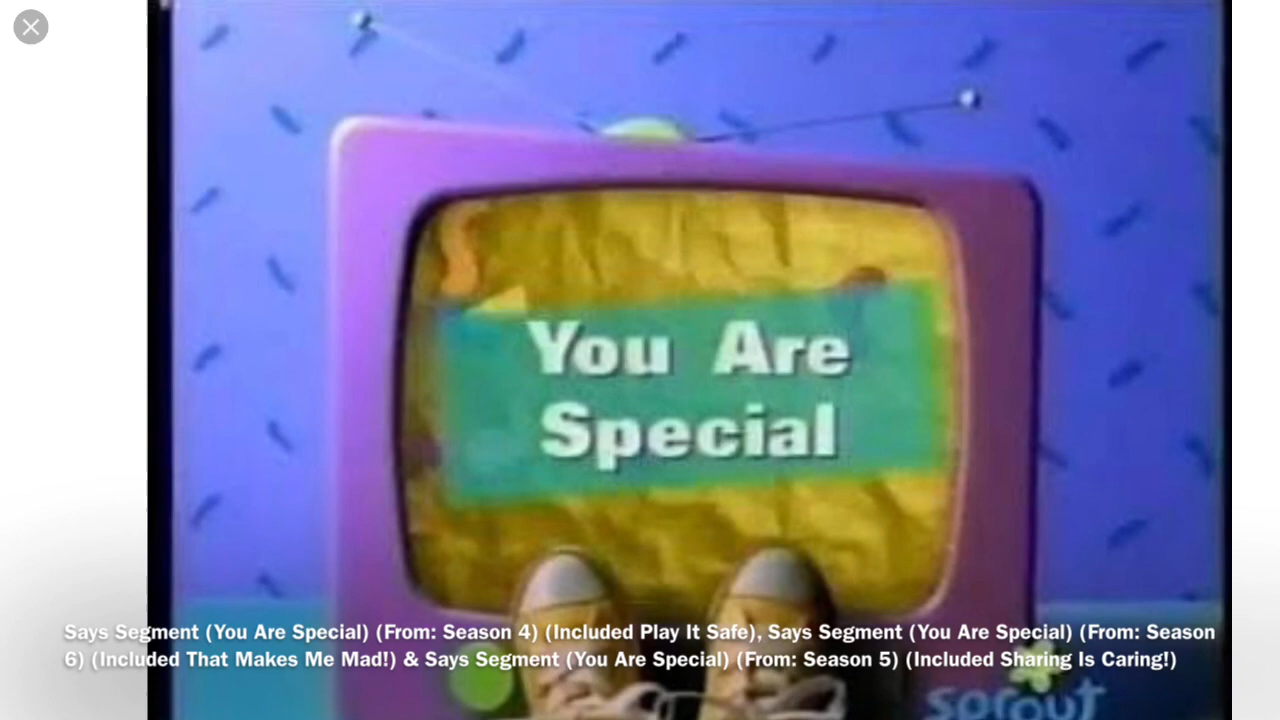 You Are
Special
Says Segment (You Are Special) (From: Season 4) (Included Play It Safe), Says Segment (You Are Special) (From: Season
6) (Included That Makes Me Mad!) & Says Segment (You Are Special) (From: Season 5) (Included Sharing Is Caring!)
sprout